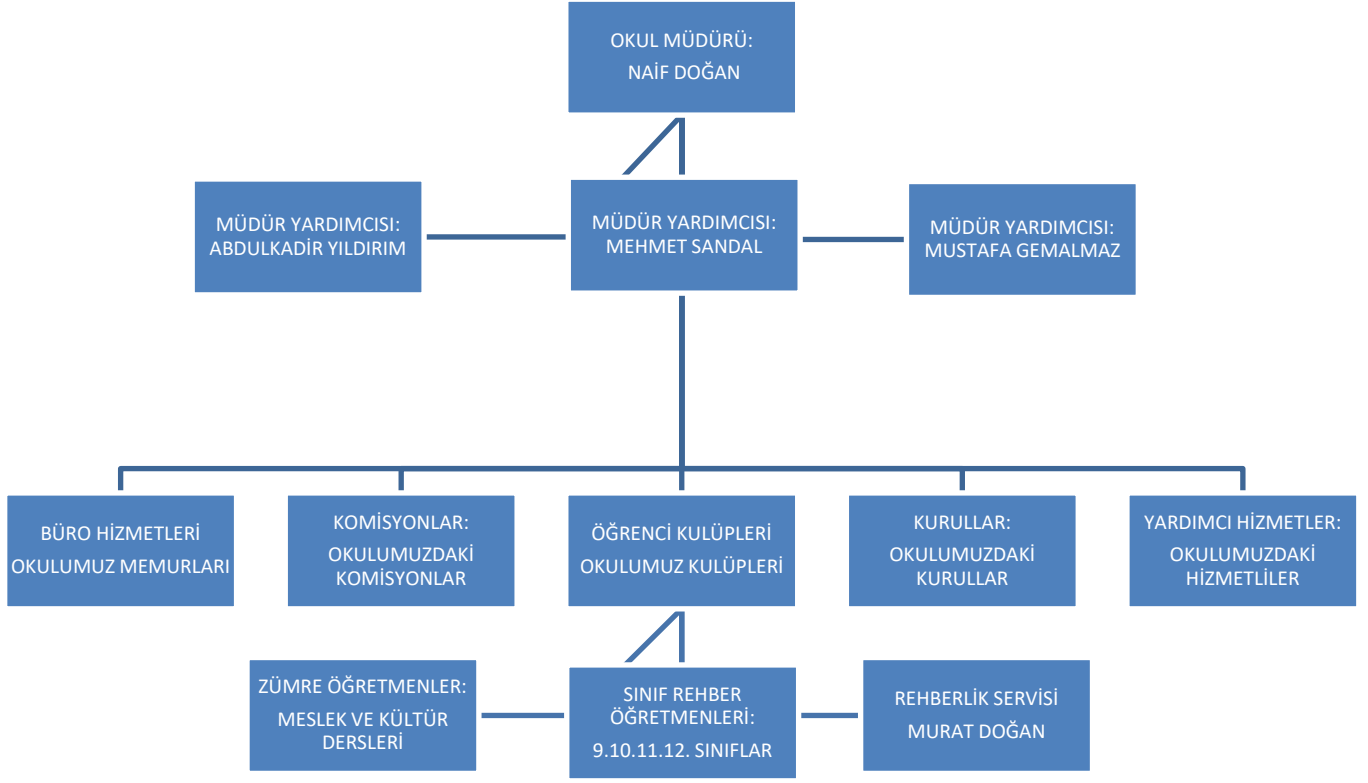 OKUL MÜDÜRÜ:
NAİF DOĞAN
MÜDÜR YARDIMCISI:
ABDULKADİR YILDIRIM
MÜDÜR YARDIMCISI:
MEHMET SANDAL
MÜDÜR YARDIMCISI:
MUSTAFA GEMALMAZ
BÜRO HİZMETLERİ
OKULUMUZ MEMURLARI
KOMİSYONLAR:
OKULUMUZDAKİ
KOMİSYONLAR
ÖĞRENCİ KULÜPLERİ
OKULUMUZ KULÜPLERİ
KURULLAR:
OKULUMUZDAKİ
KURULLAR
YARDIMCI HİZMETLER:
OKULUMUZDAKİ
HİZMETLİLER
ZÜMRE ÖĞRETMENLER:
MESLEK VE KÜLTÜR
DERSLERİ
SINIF REHBER
ÖĞRETMENLERİ:
9.10.11.12. SINIFLAR
REHBERLİK SERVİSİ
MURAT DOĞAN